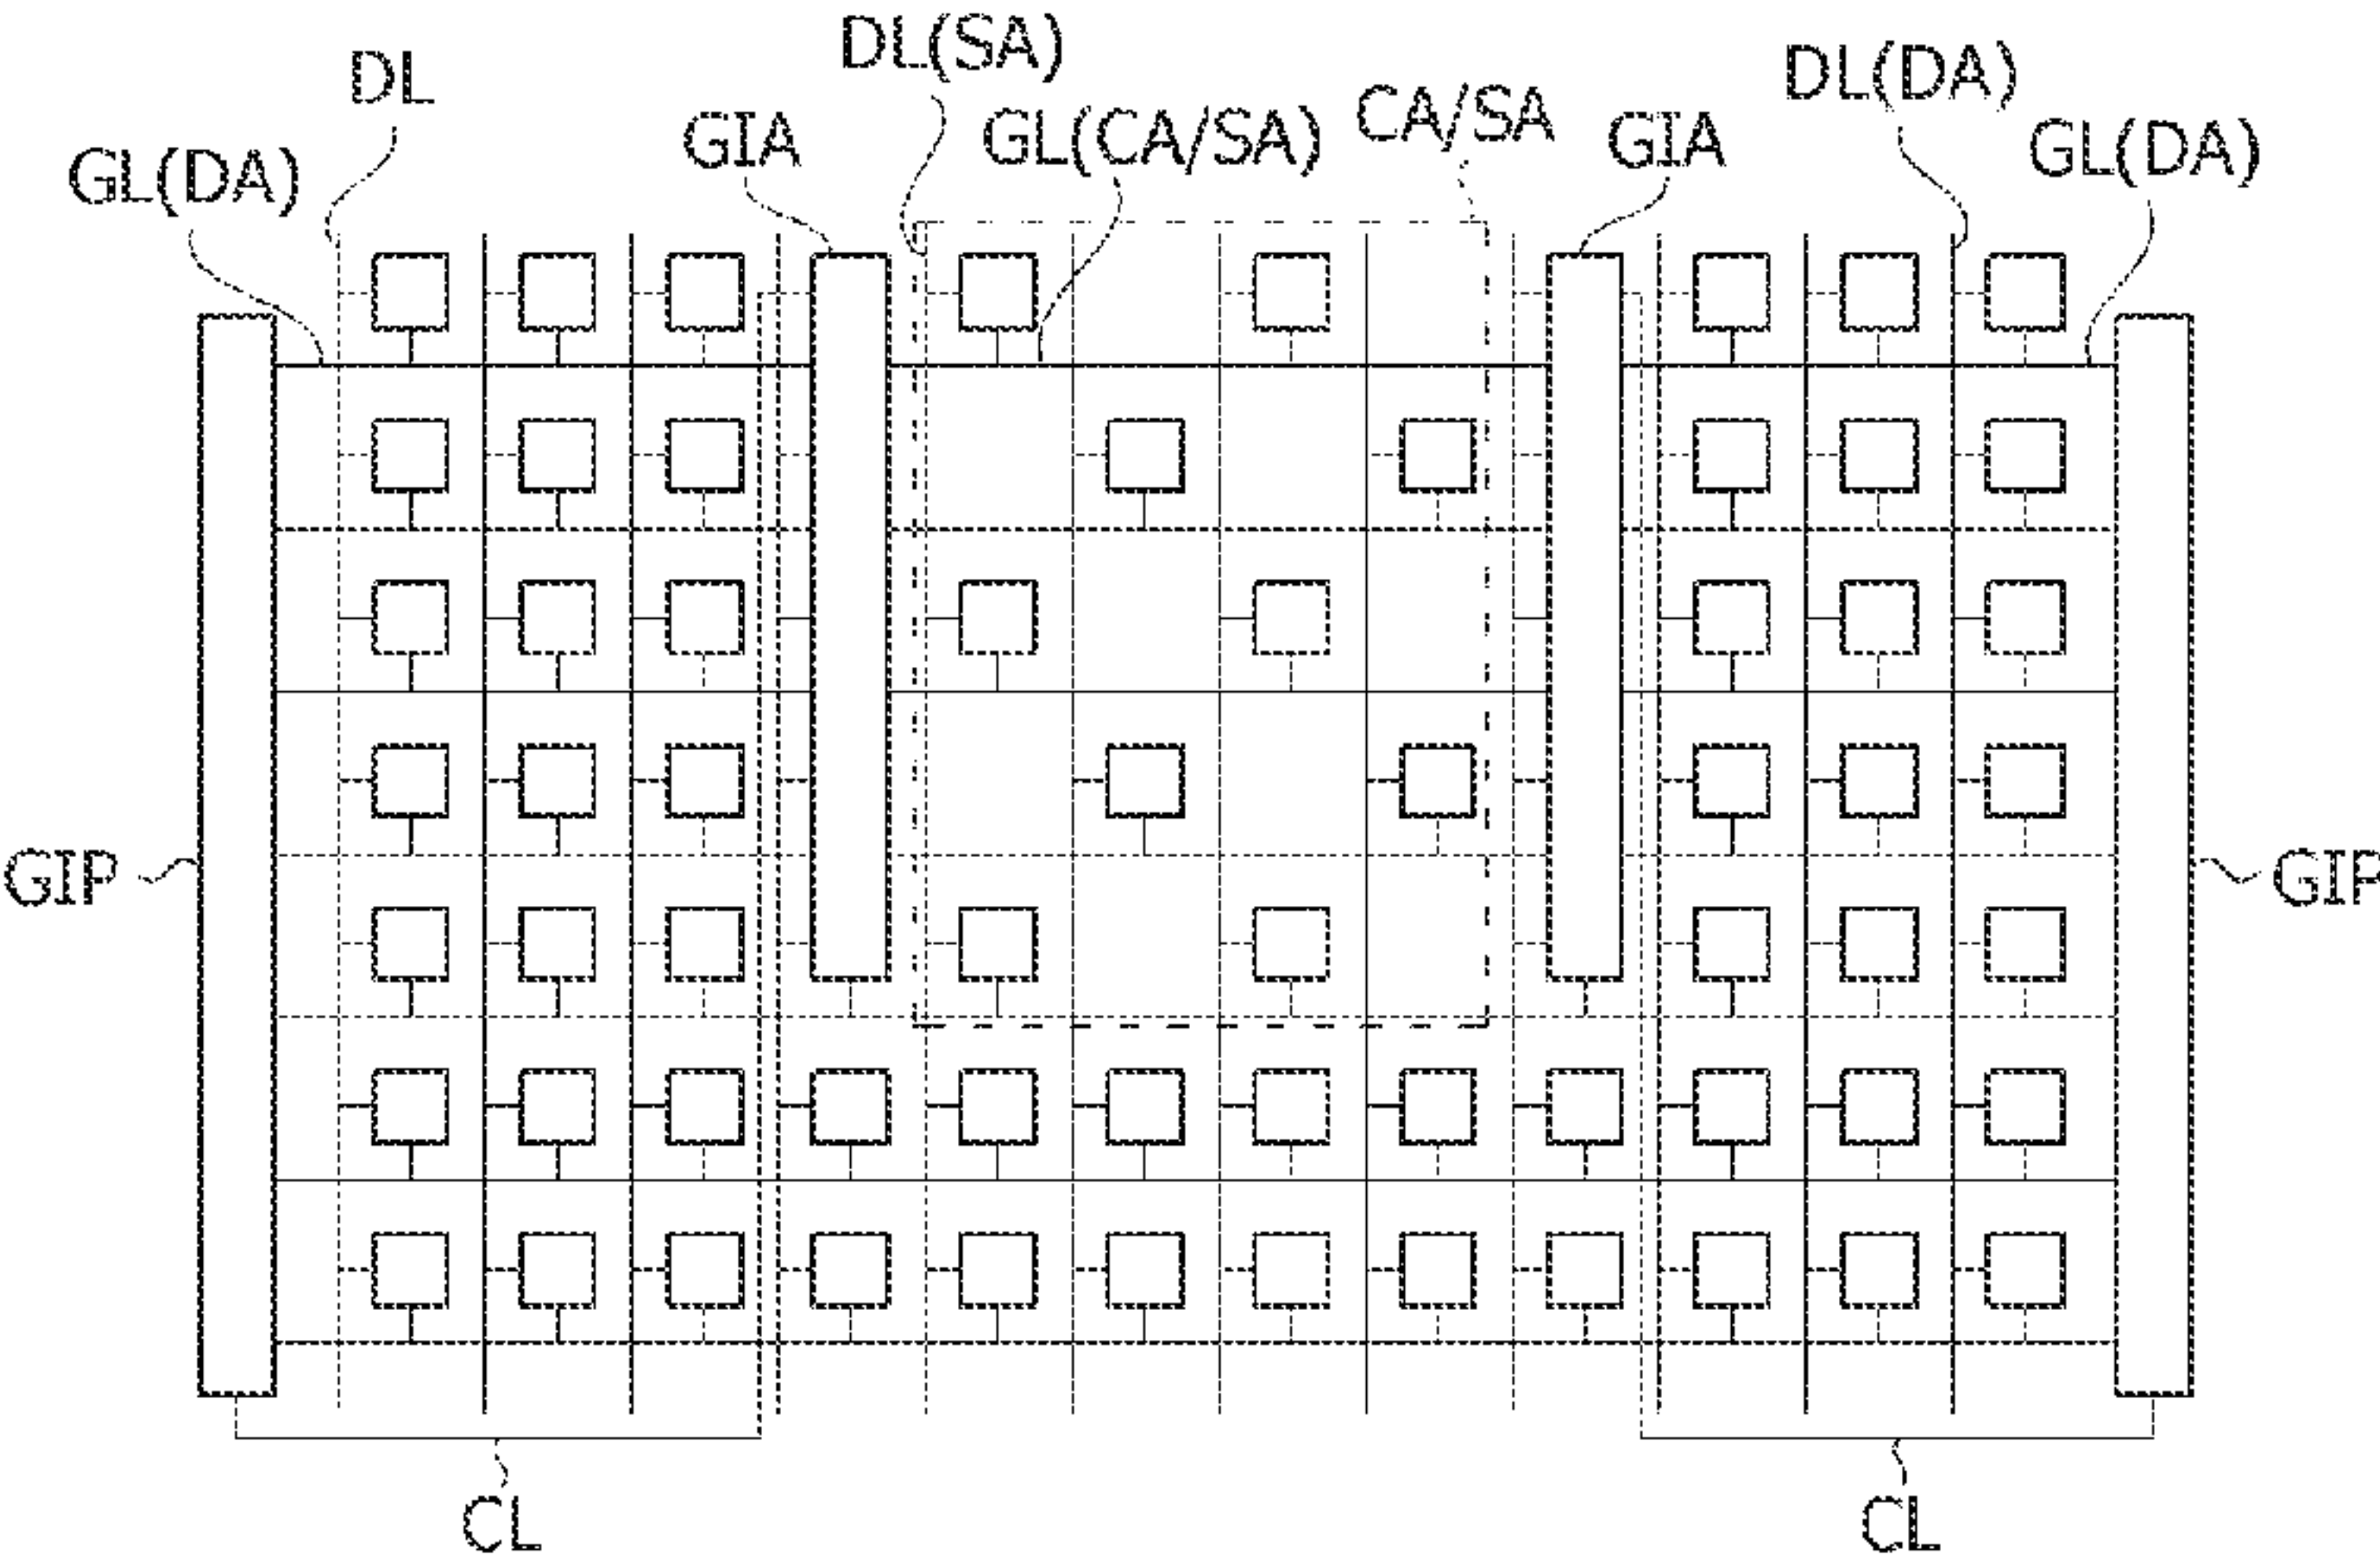 DL(SA)
DL
DL(DA)
CA/SA
GIA
GL(CA/SA)
GIA
GL(DA)
GL(DA)
GIP
GIP
CL
CL